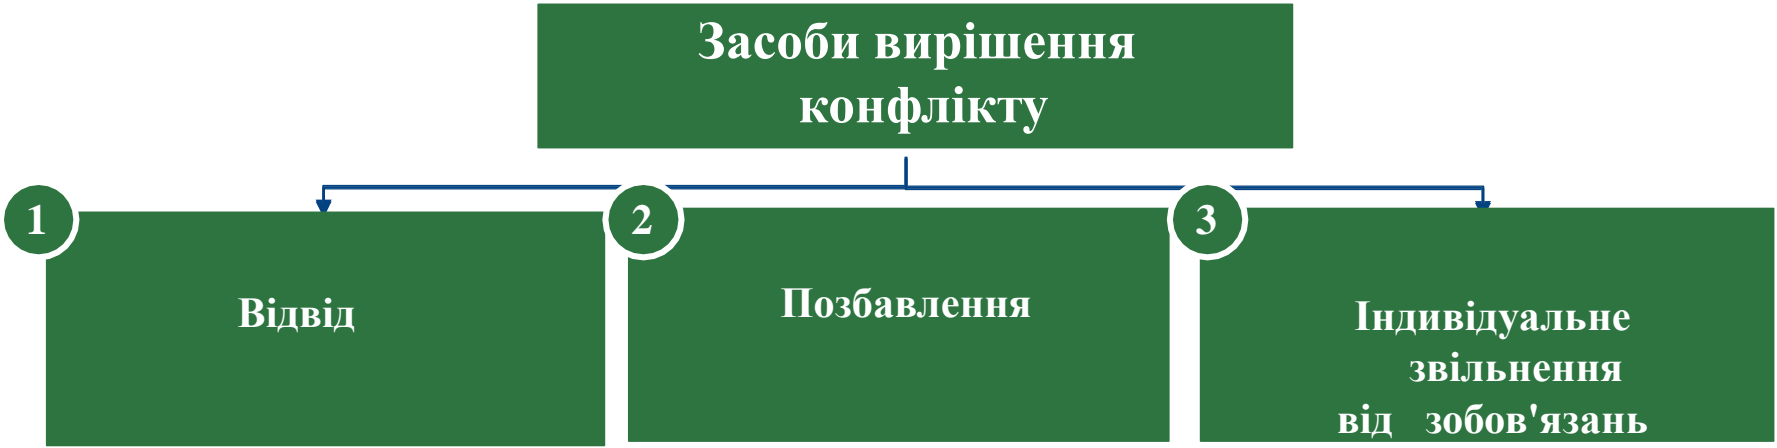 Засоби вирішення
конфлікту
1
2
3
Відвід
Позбавлення
Індивідуальне
звільнення
від зобов'язань